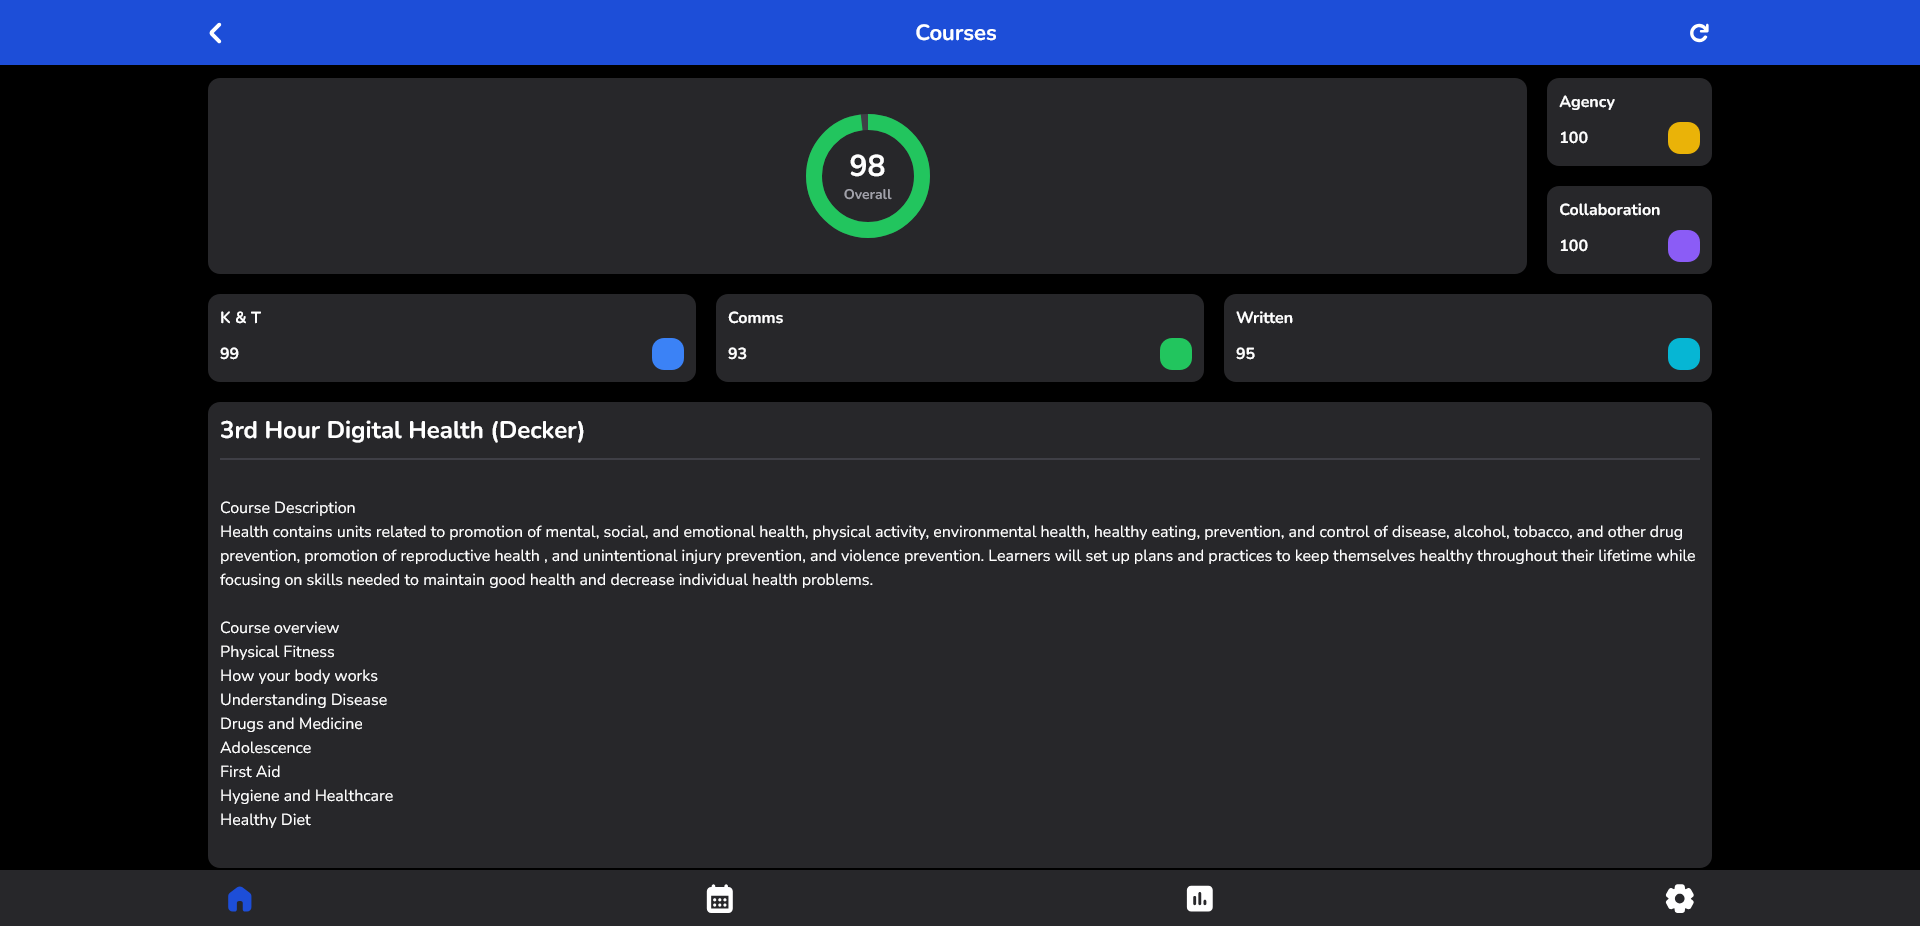 Courses
98
Overall
Agency
100
Collaboration
100
K & T
99
Comms
93
Written
95
3rd Hour Digital Health (Decker)
Course Description
Health contains units related to promotion of mental, social, and emotional health, physical activity, environmental health, healthy eating, prevention, and control of disease, alcohol, tobacco, and other drug
prevention, promotion of reproductive health , and unintentional injury prevention, and violence prevention. Learners will set up plans and practices to keep themselves healthy throughout their lifetime while
focusing on skills needed to maintain good health and decrease individual health problems.
Course overview
Physical Fitness
How your body works
Understanding Disease
Drugs and Medicine
Adolescence
First Aid
Hygiene and Healthcare
Healthy Diet